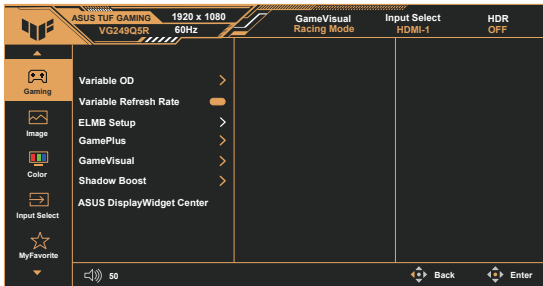 ASUS TUF GAMING 1920 x 1080
VG249Q5R 60Hz
GameVisual
Racing Mode
Input Select
HDMI-1
HDR
OFF
Gaming
Image
Color
Input Select
MyFavorite
Variable OD
Variable Refresh Rate
ELMB Setup
GamePlus
GameVisual
Shadow Boost
ASUS DisplayWidget Center
50
Back
Enter